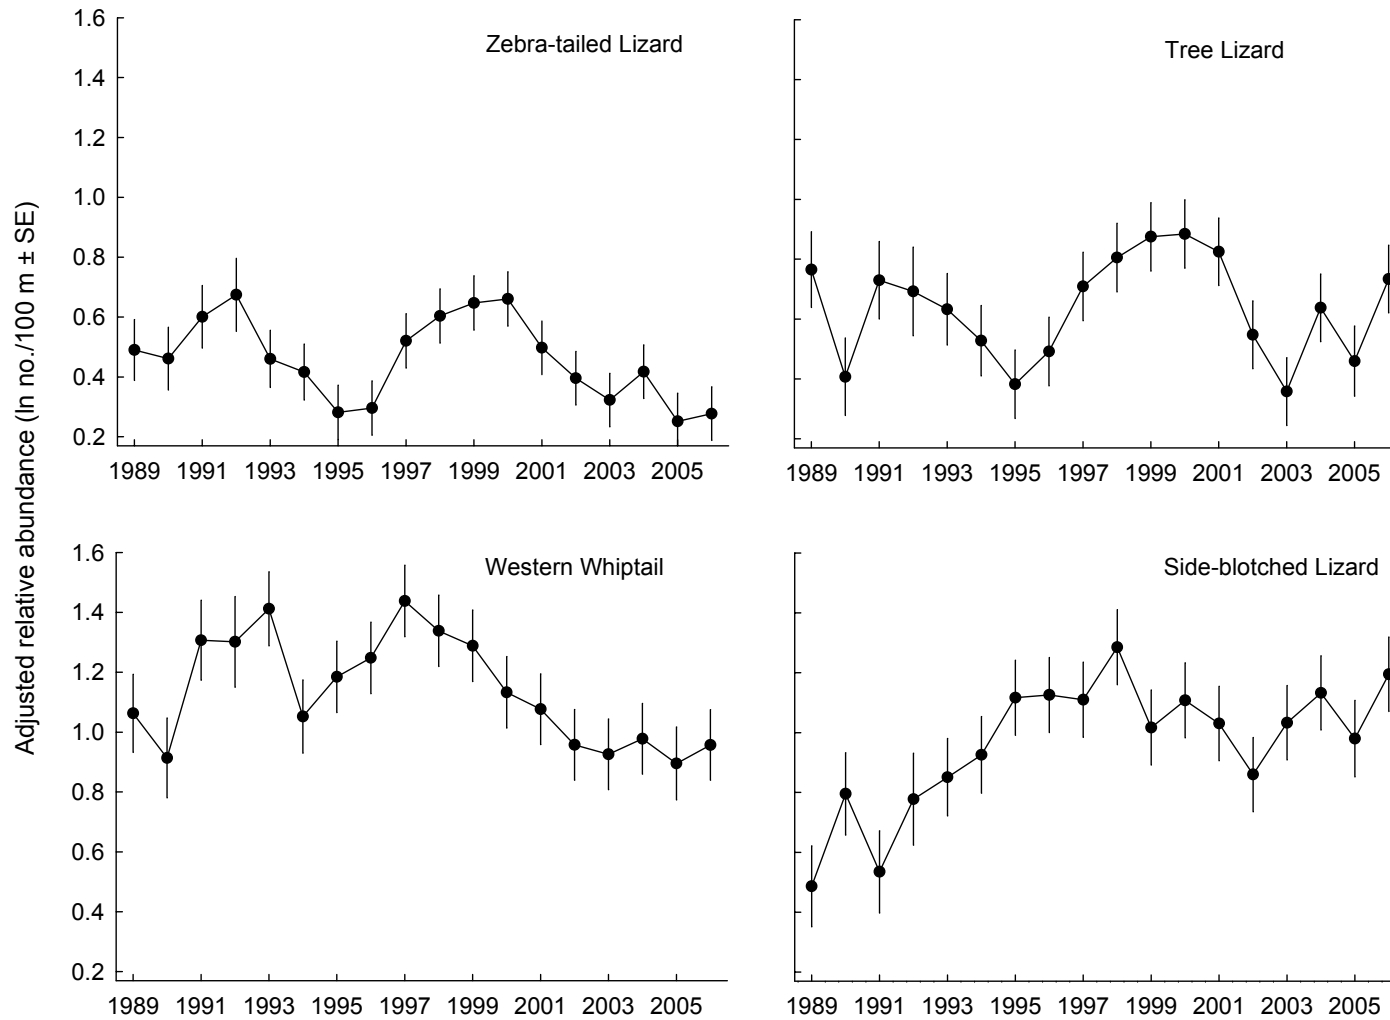 Adjusted relative abundance (ln no./100 m ± SE)
Zebra-tailed Lizard
1.6
1.4
1.2
1.0
0.8
0.6
0.4
0.2
1989 1991 1993 1995 1997 1999 2001 2003 2005
Tree Lizard
1989 1991 1993 1995 1997 1999 2001 2003 2005
Western Whiptail
1.6
1.4
1.2
1.0
0.8
0.6
0.4
0.2
1989 1991 1993 1995 1997 1999 2001 2003 2005
Side-blotched Lizard
1989 1991 1993 1995 1997 1999 2001 2003 2005